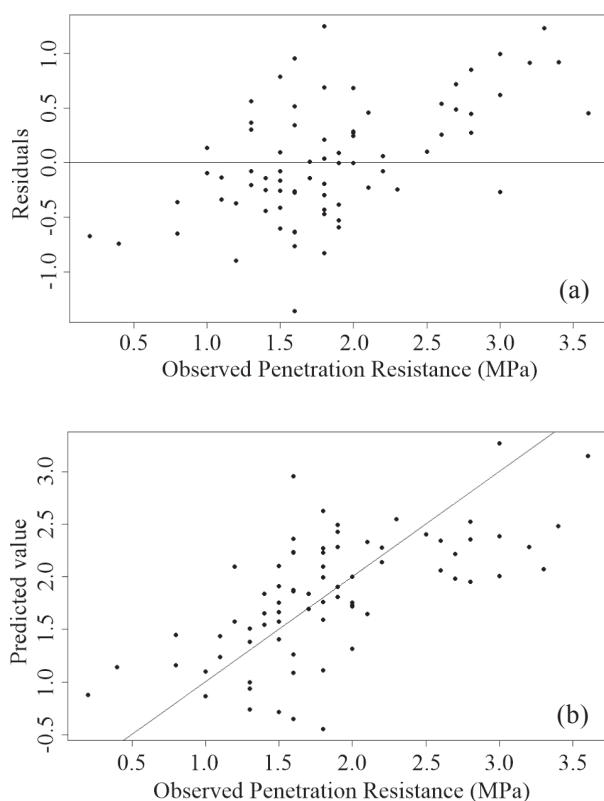 Residuals
1.0
0.5
0.0
-0.5
-1.0
(a)
0.5 1.0 1.5 2.0 2.5 3.0 3.5
Observed Penetration Resistance (MPa)
Predicted value
3.0
2.5
2.0
1.5
1.0
-0.5
(b)
0.5 1.0 1.5 2.0 2.5 3.0 3.5
Observed Penetration Resistance (MPa)